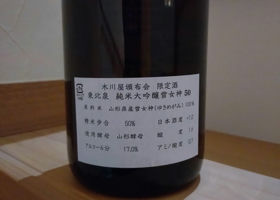 木川屋頒布会 限定酒
東北泉 純米大吟醸雪女神50
原料米 山形県産雪女神(ゆきめがみ)100%
精米歩合 50% 日本酒度
使用酵母 山形酵母 酸度
アルコール分 17.0% アミノ酸度